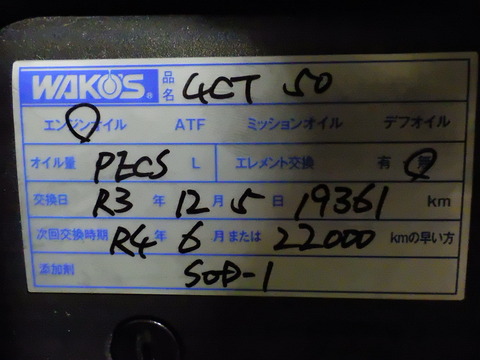 WAKO'S® 品名 4CT 50
エンジンオイル ATF ミッションオイル デフオイル
オイル量 PECS L エレメント交換 有 無
交換日 R3 年 12 月 5 日 19361 km
次回交換時期 R4 年 6 月または 22000 kmの早い方
添加剤 SOD-1